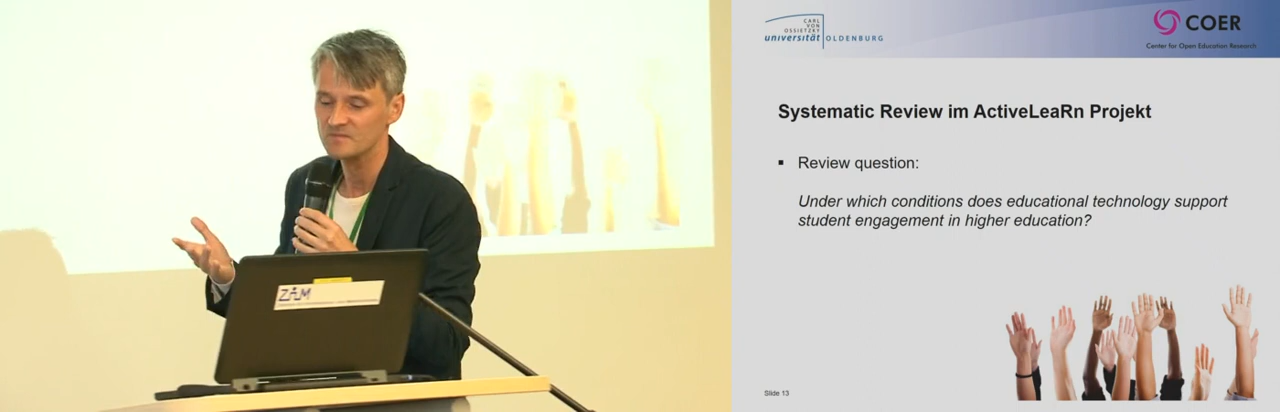 ZiM
CARL
VON
OSSIETZKY
universität OLDENBURG
COER
Center for Open Education Research
Systematic Review im ActiveLeaRn Projekt
▪ Review question:
Under which conditions does educational technology support
student engagement in higher education?
Slide 13